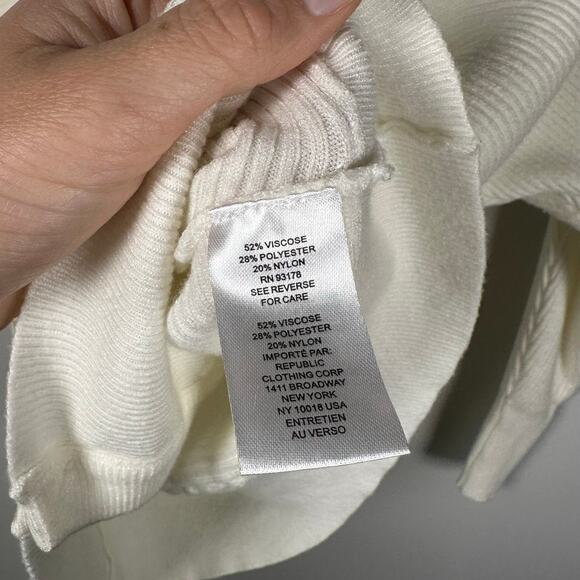 52% VISCOSE
28% POLYESTER
20% NYLON
RN 93178
SEE REVERSE
FOR CARE
52% VISCOSE
28% POLYESTER
20% NYLON
IMPORTÉ PAR:
REPUBLIC
CLOTHING CORP
1411 BROADWAY
NEW YORK
NY 10018 USA
ENTRETIEN
AU VERSO